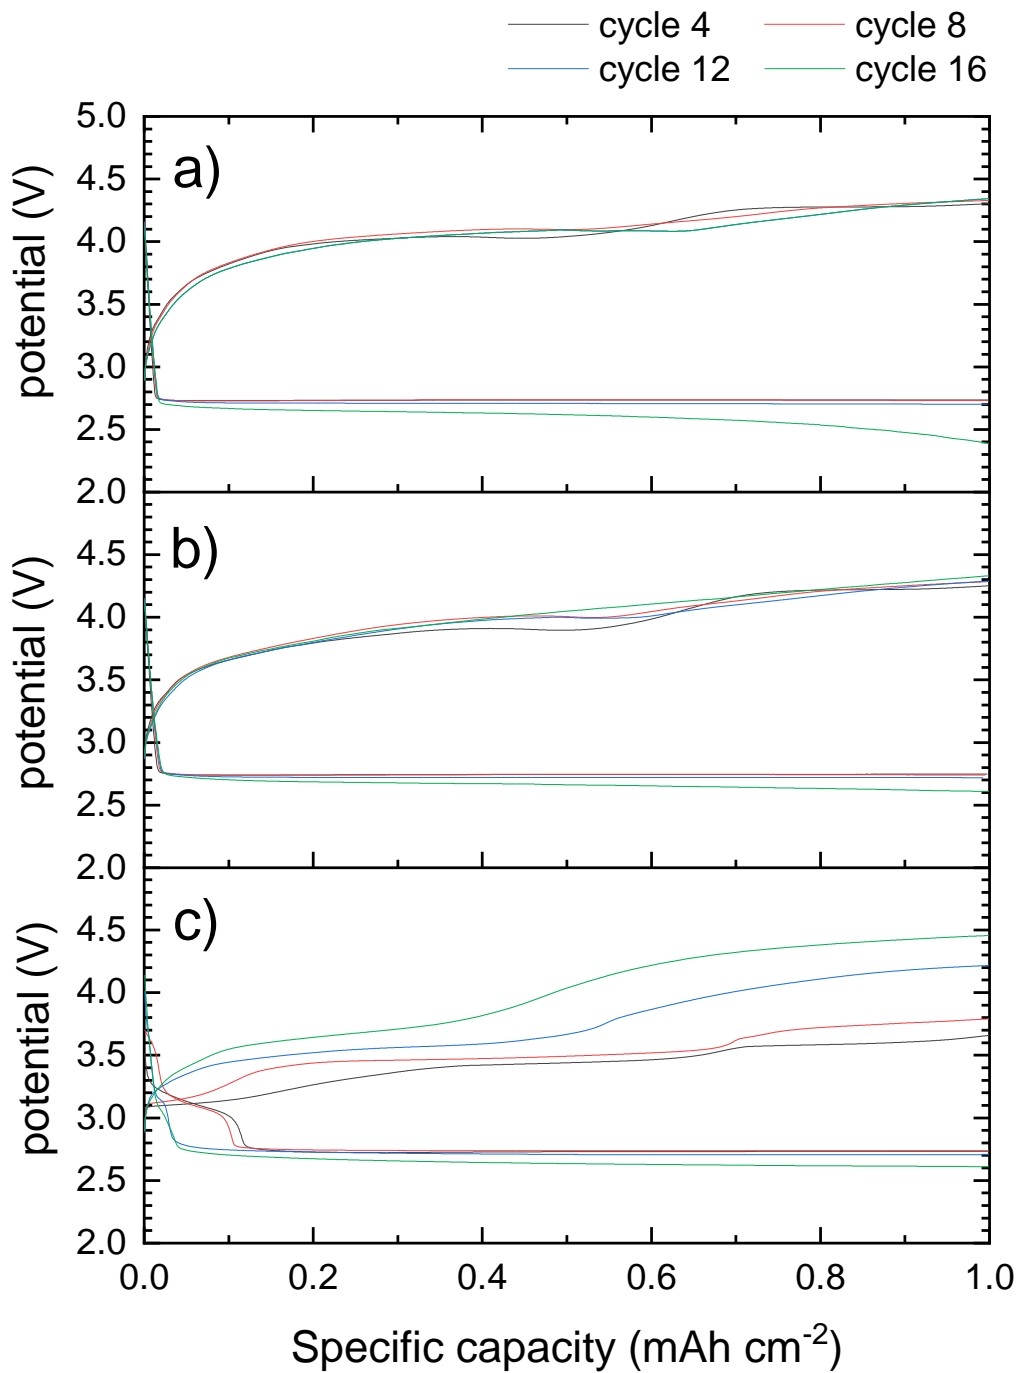 cycle 4 cycle 8
cycle 12 cycle 16
5.0
a)
4.5
4.0
3.5
3.0
2.5
2.0
potential (V)
b)
4.5
4.0
3.5
3.0
2.5
2.0
potential (V)
c)
4.5
4.0
3.5
3.0
2.5
2.0
potential (V)
0.0 0.2 0.4 0.6 0.8 1.0
Specific capacity (mAh cm⁻²)